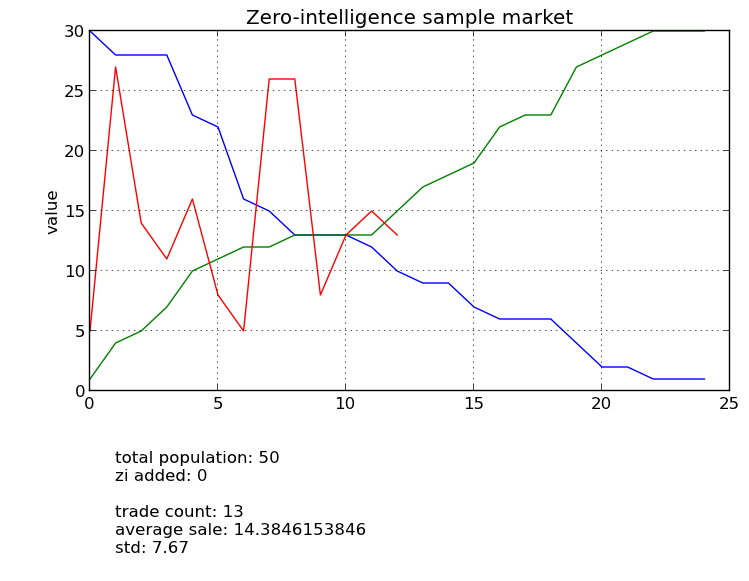 Zero-intelligence sample market
30
25
20
15
10
5
0
value
0 5 10 15 20 25
total population: 50
zi added: 0
trade count: 13
average sale: 14.3846153846
std: 7.67